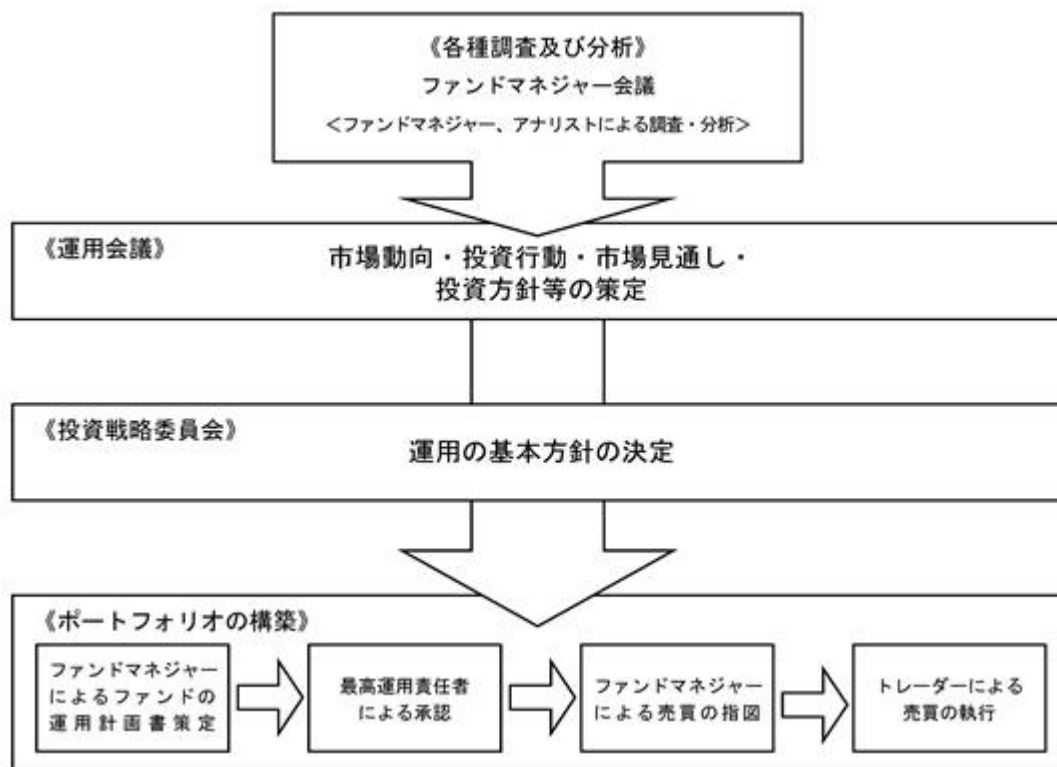 《各種調査及び分析》
ファンドマネジャー会議
＜ファンドマネジャー、アナリストによる調査・分析＞
《運用会議》
市場動向・投資行動・市場見通し・
投資方針等の策定
《投資戦略委員会》
運用の基本方針の決定
《ポートフォリオの構築》
ファンドマネジャー
によるファンドの
運用計画書策定
最高運用責任者
による承認
ファンドマネジャー
による売買の指図
トレーダーによる
売買の執行